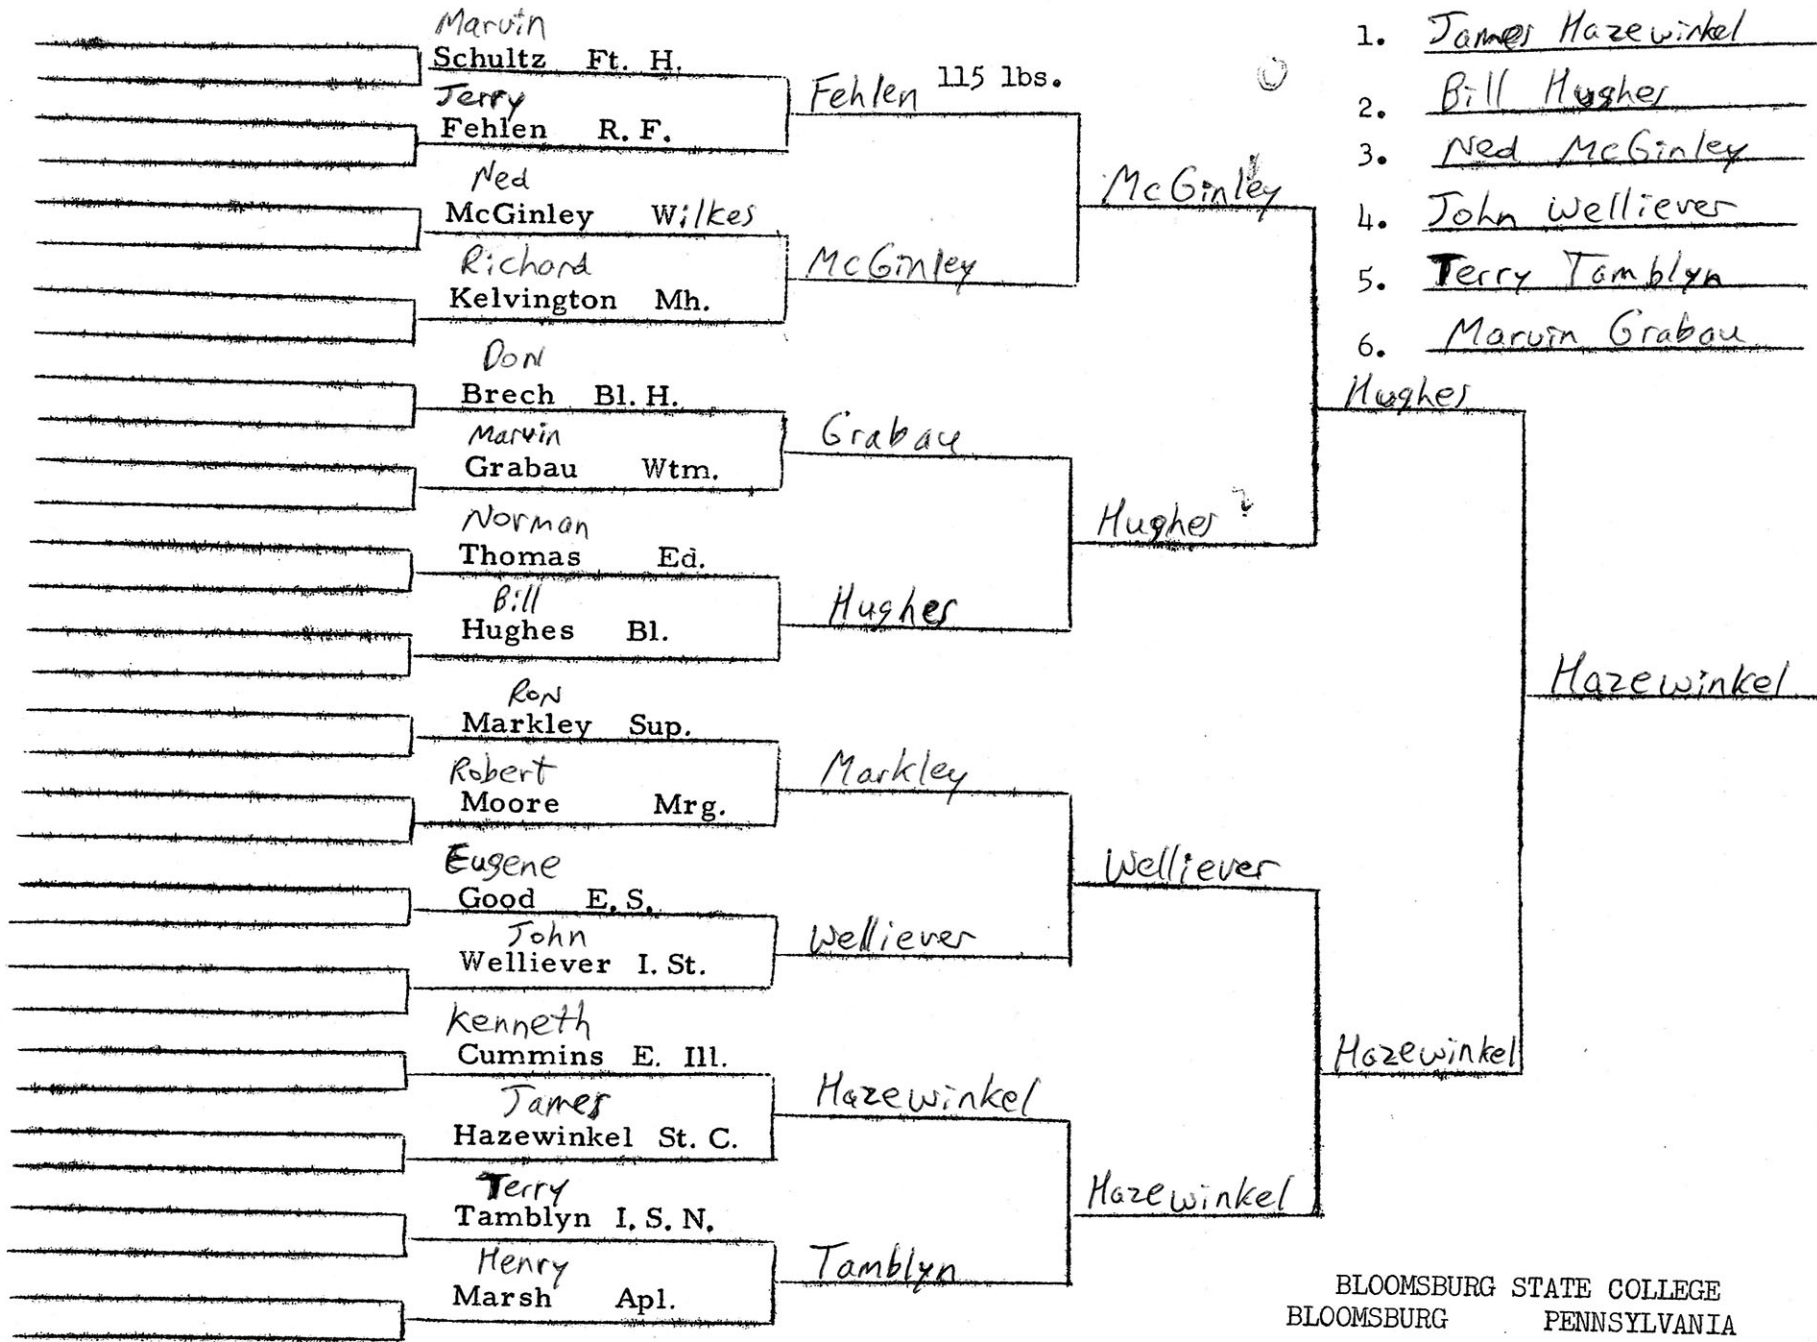 115 lbs.
Marvin
Schultz Ft. H.
Jerry
Fehlen R. F.
Ned
McGinley Wilkes
Richard
Kelvington Mh.
Don
Brech Bl. H.
Marvin
Grabau Wtm.
Norman
Thomas Ed.
Bill
Hughes Bl.
Ron
Markley Sup.
Robert
Moore Mrg.
Eugene
Good E. S.
John
Welliever I. St.
Kenneth
Cummins E. Ill.
James
Hazewinkel St. C.
Terry
Tamblyn I. S. N.
Henry
Marsh Apl.
Fehlen
McGinley
Grabau
Hughes
Markley
Welliever
Hazewinkel
Tamblyn
McGinley
Hughes
Welliever
Hazewinkel
Hughes
Hazewinkel
Hazewinkel
1. James Hazewinkel
2. Bill Hughes
3. Ned McGinley
4. John Welliever
5. Terry Tamblyn
6. Marvin Grabau
BLOOMSBURG STATE COLLEGE
BLOOMSBURG PENNSYLVANIA